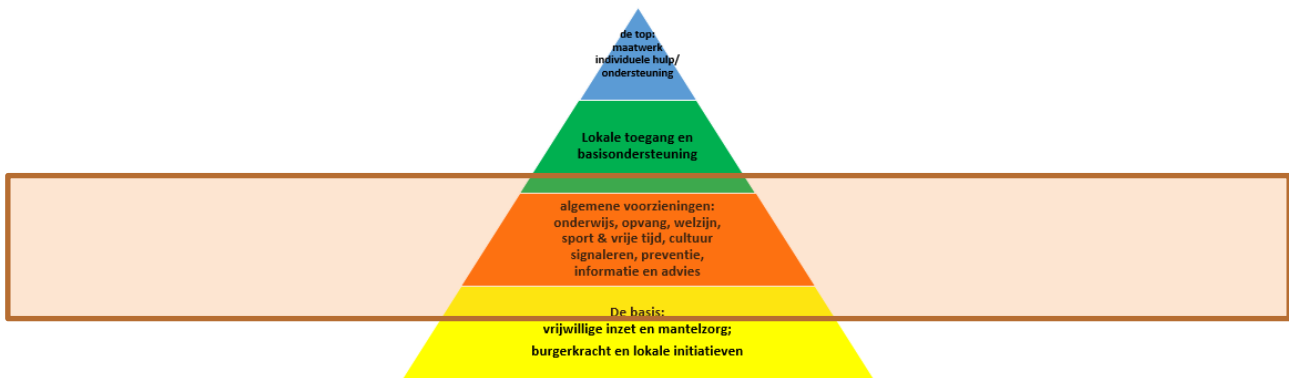 de top:
maatwerk
individuele hulp/
ondersteuning
Lokale toegang en
basisondersteuning
algemene voorzieningen:
onderwijs, opvang, welzijn,
sport & vrije tijd, cultuur
signaleren, preventie,
informatie en advies
De basis:
vrijwillige inzet en mantelzorg;
burgerkracht en lokale initiatieven